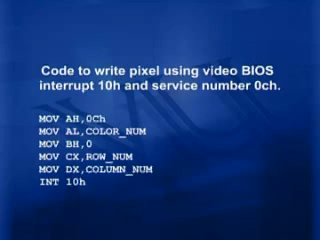 Code to write pixel using video BIOS
interrupt 10h and service number 0ch.
MOV AH,0Ch
MOV AL,COLOR_NUM
MOV BH,0
MOV CX,ROW_NUM
MOV DX,COLUMN_NUM
INT 10h